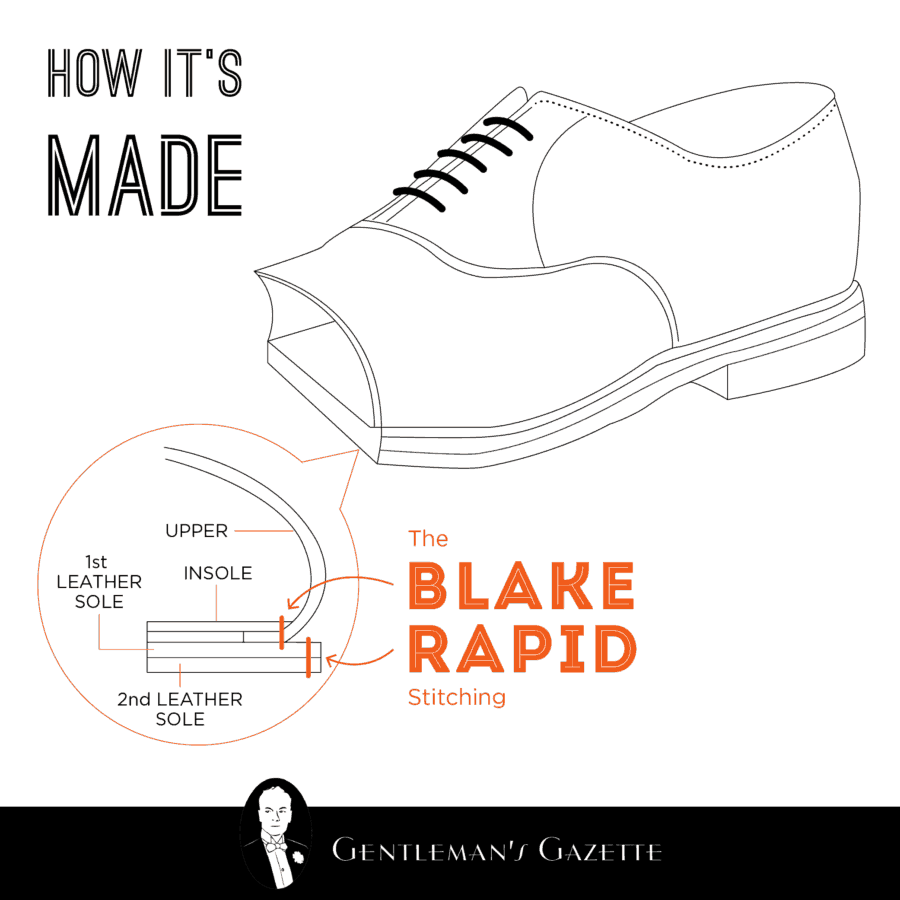 HOW IT'S
MADE
UPPER
1st
LEATHER
SOLE
INSOLE
2nd LEATHER
SOLE
The
BLAKE
RAPID
Stitching
GENTLEMAN'S GAZETTE